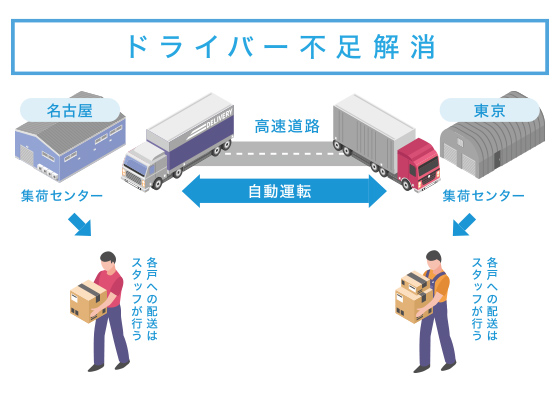 ドライバー不足解消
名古屋
DELIVERY
高速道路
東京
集荷センター
自動運転
集荷センター
各戸への配送は
スタッフが行う
各戸への配送は
スタッフが行う